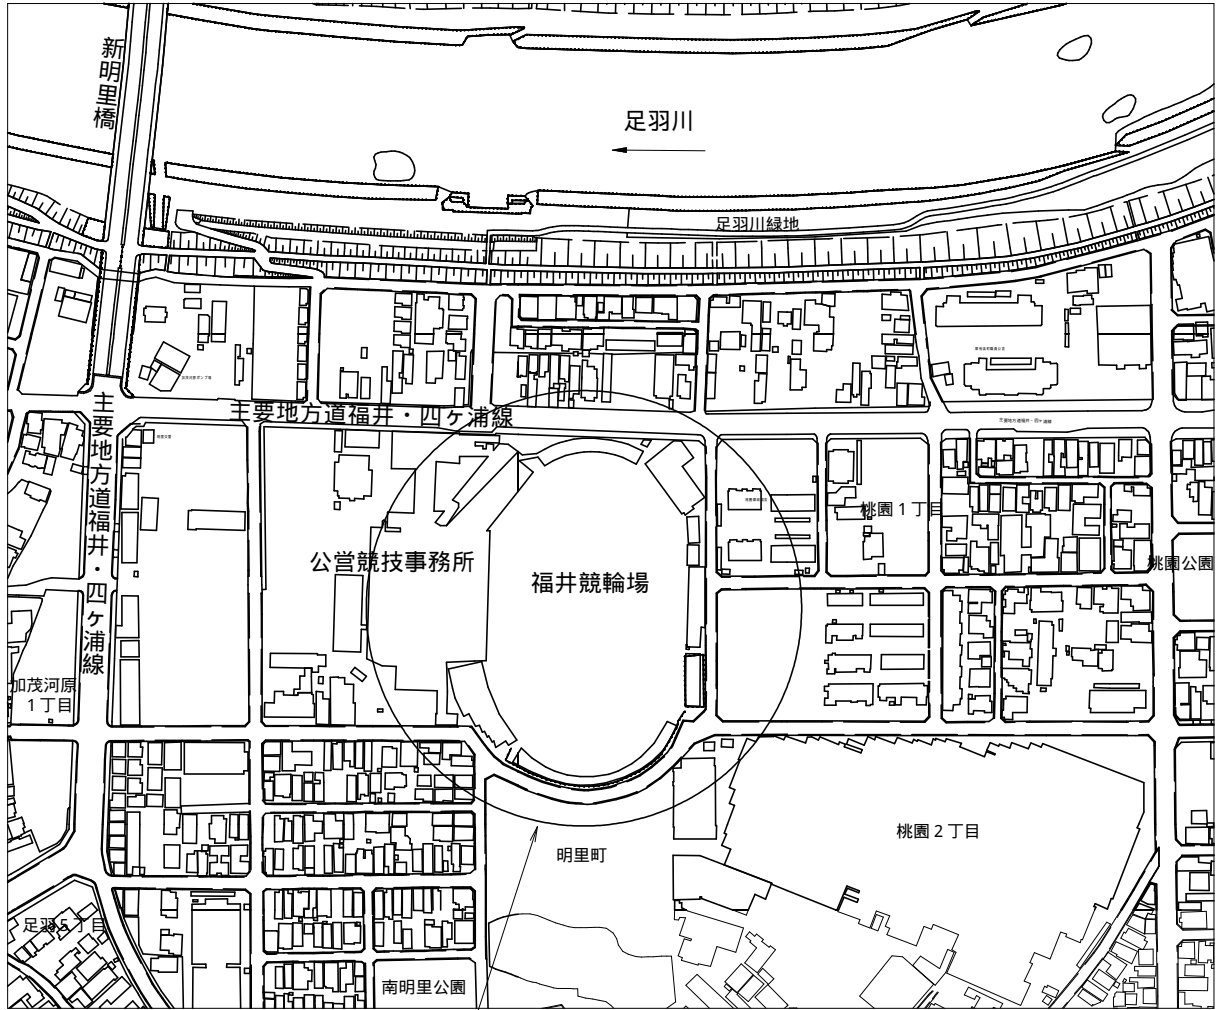 新明里橋
足羽川
足羽川緑地
主要地方道福井・四ケ浦線
主要地方道福井・四ケ浦線
桃園１丁目
公営競技事務所
福井競輪場
桃園公園
加茂河原
１丁目
桃園２丁目
明里町
足羽５丁目
南明里公園